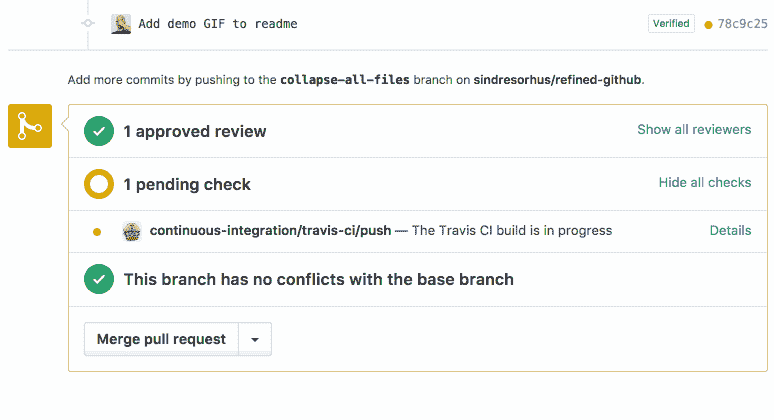 Add demo GIF to readme Verified 78c9c25
Add more commits by pushing to the collapse-all-files branch on sindresorhus/refined-github.
1 approved review Show all reviewers
1 pending check Hide all checks
continuous-integration/travis-ci/push — The Travis CI build is in progress Details
This branch has no conflicts with the base branch
Merge pull request